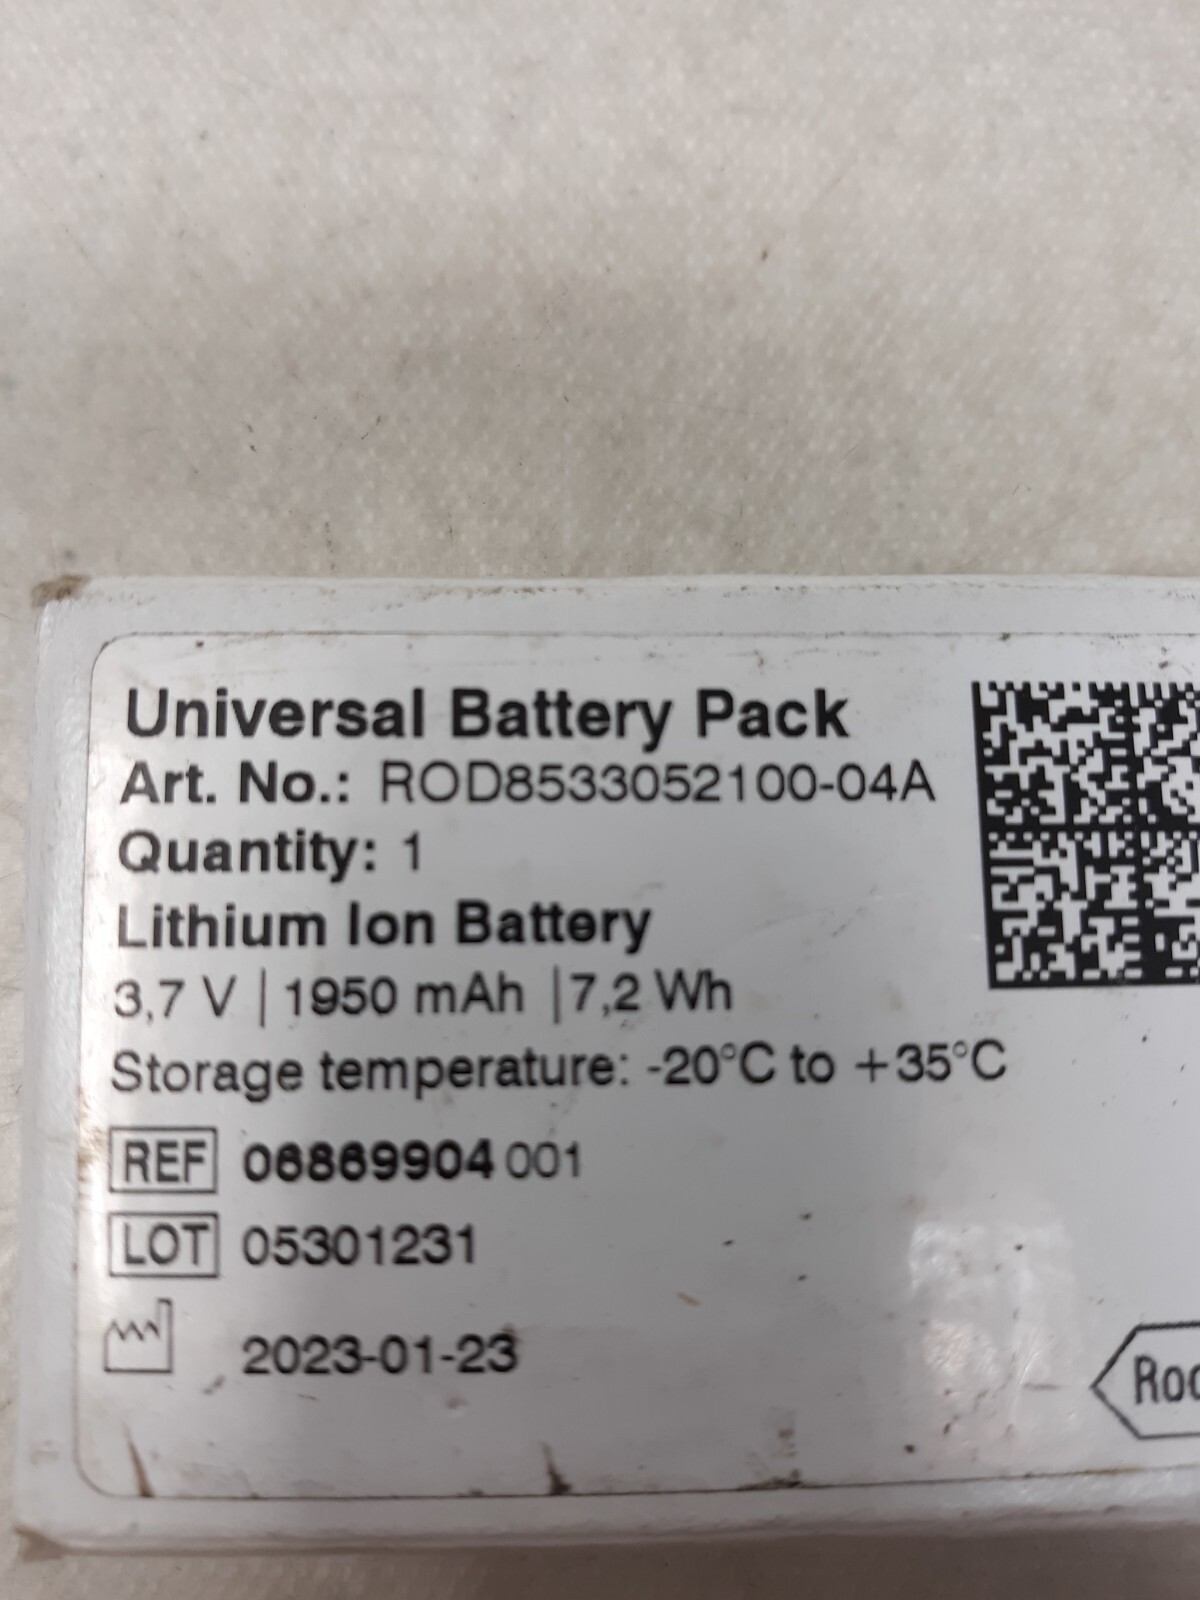 Universal Battery Pack
Art. No.: ROD8533052100-04A
Quantity: 1
Lithium Ion Battery
3,7 V | 1950 mAh | 7,2 Wh
Storage temperature: -20°C to +35°C
REF 06869904 001
LOT 05301231
2023-01-23